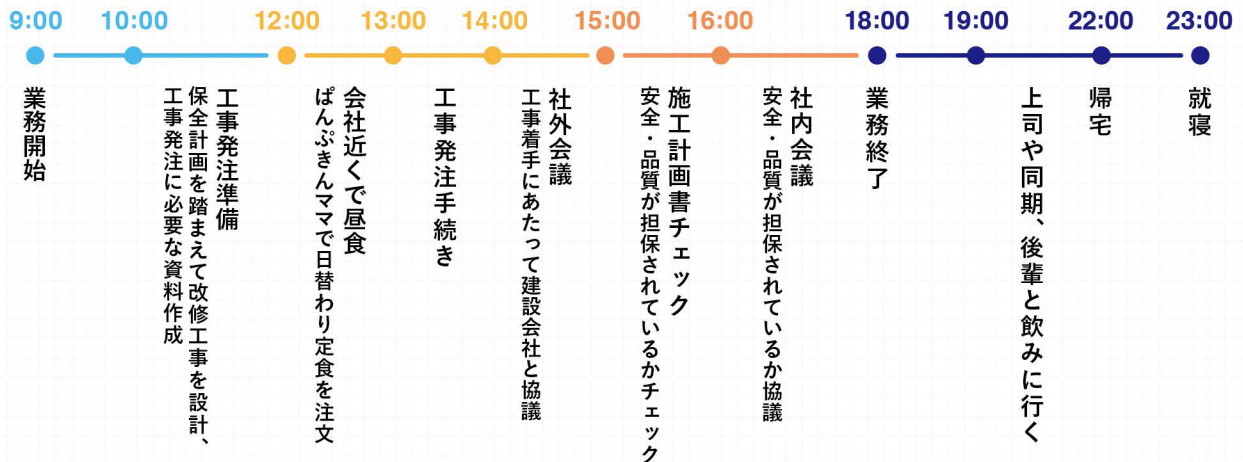 9:00
10:00
12:00
13:00
14:00
15:00
16:00
18:00
19:00
22:00
23:00
業務開始
工事発注準備
保全計画を踏まえて改修工事を設計、
工事発注に必要な資料作成
会社近くで昼食
ぱんぷきんママで日替わり定食を注文
工事発注手続き
社外会議
工事着手にあたって建設会社と協議
施工計画書チェック
安全・品質が担保されているかチェック
社内会議
安全・品質が担保されているか協議
業務終了
上司や同期、後輩と飲みに行く
帰宅
就寝